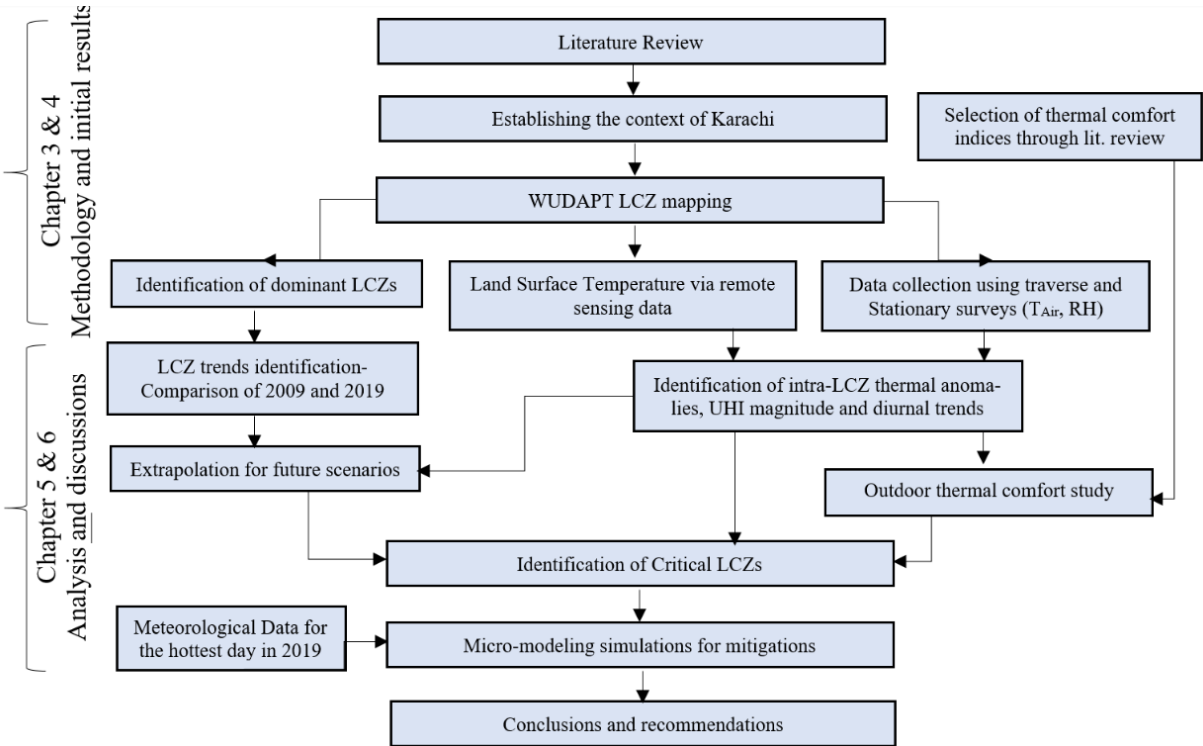 Chapter 3 & 4
Methodology and initial results
Literature Review
Establishing the context of Karachi
Selection of thermal comfort
indices through lit. review
WUDAPT LCZ mapping
Identification of dominant LCZs
Land Surface Temperature via remote
sensing data
Data collection using traverse and
Stationary surveys (TAir, RH)
Chapter 5 & 6
Analysis and discussions
LCZ trends identification-
Comparison of 2009 and 2019
Identification of intra-LCZ thermal anoma-
lies, UHI magnitude and diurnal trends
Extrapolation for future scenarios
Outdoor thermal comfort study
Identification of Critical LCZs
Meteorological Data for
the hottest day in 2019
Micro-modeling simulations for mitigations
Conclusions and recommendations